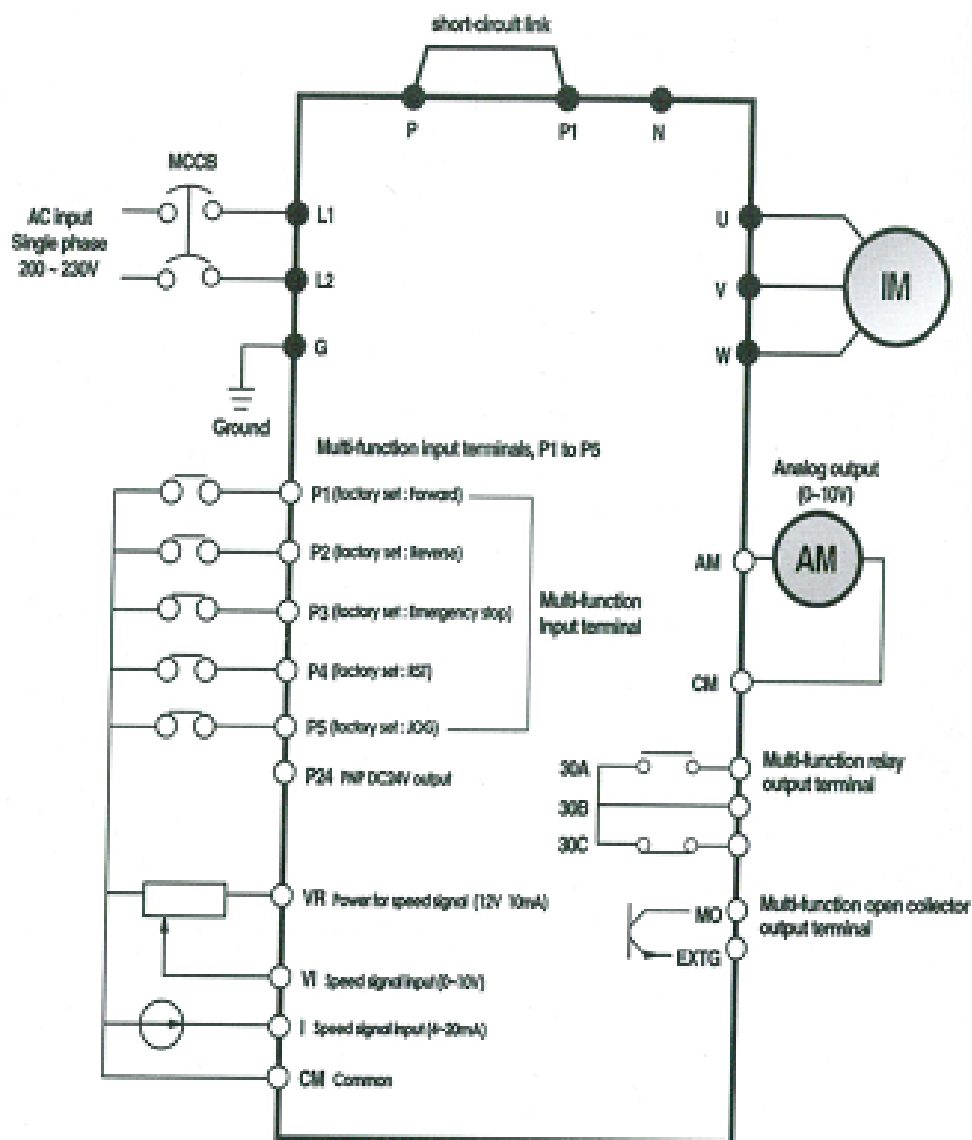 short-circuit link
P
P1
N
MCCB
AC input
Single phase
200 ~ 230V
L1
L2
G
Ground
U
V
W
IM
Multi-function input terminals, P1 to P5
P1 (factory set : Forward)
P2 (factory set : Reverse)
P3 (factory set : Emergency stop)
P4 (factory set : RST)
P5 (factory set : JOG)
Multi-function
Input terminal
P24 PNP DC24V output
VR Power for speed signal (12V 10mA)
VI Speed signal input (0~10V)
I Speed signal input (4~20mA)
CM Common
Analog output
(0~10V)
AM
AM
CM
30A
30B
30C
Multi-function relay
output terminal
MO
EXTG
Multi-function open collector
output terminal